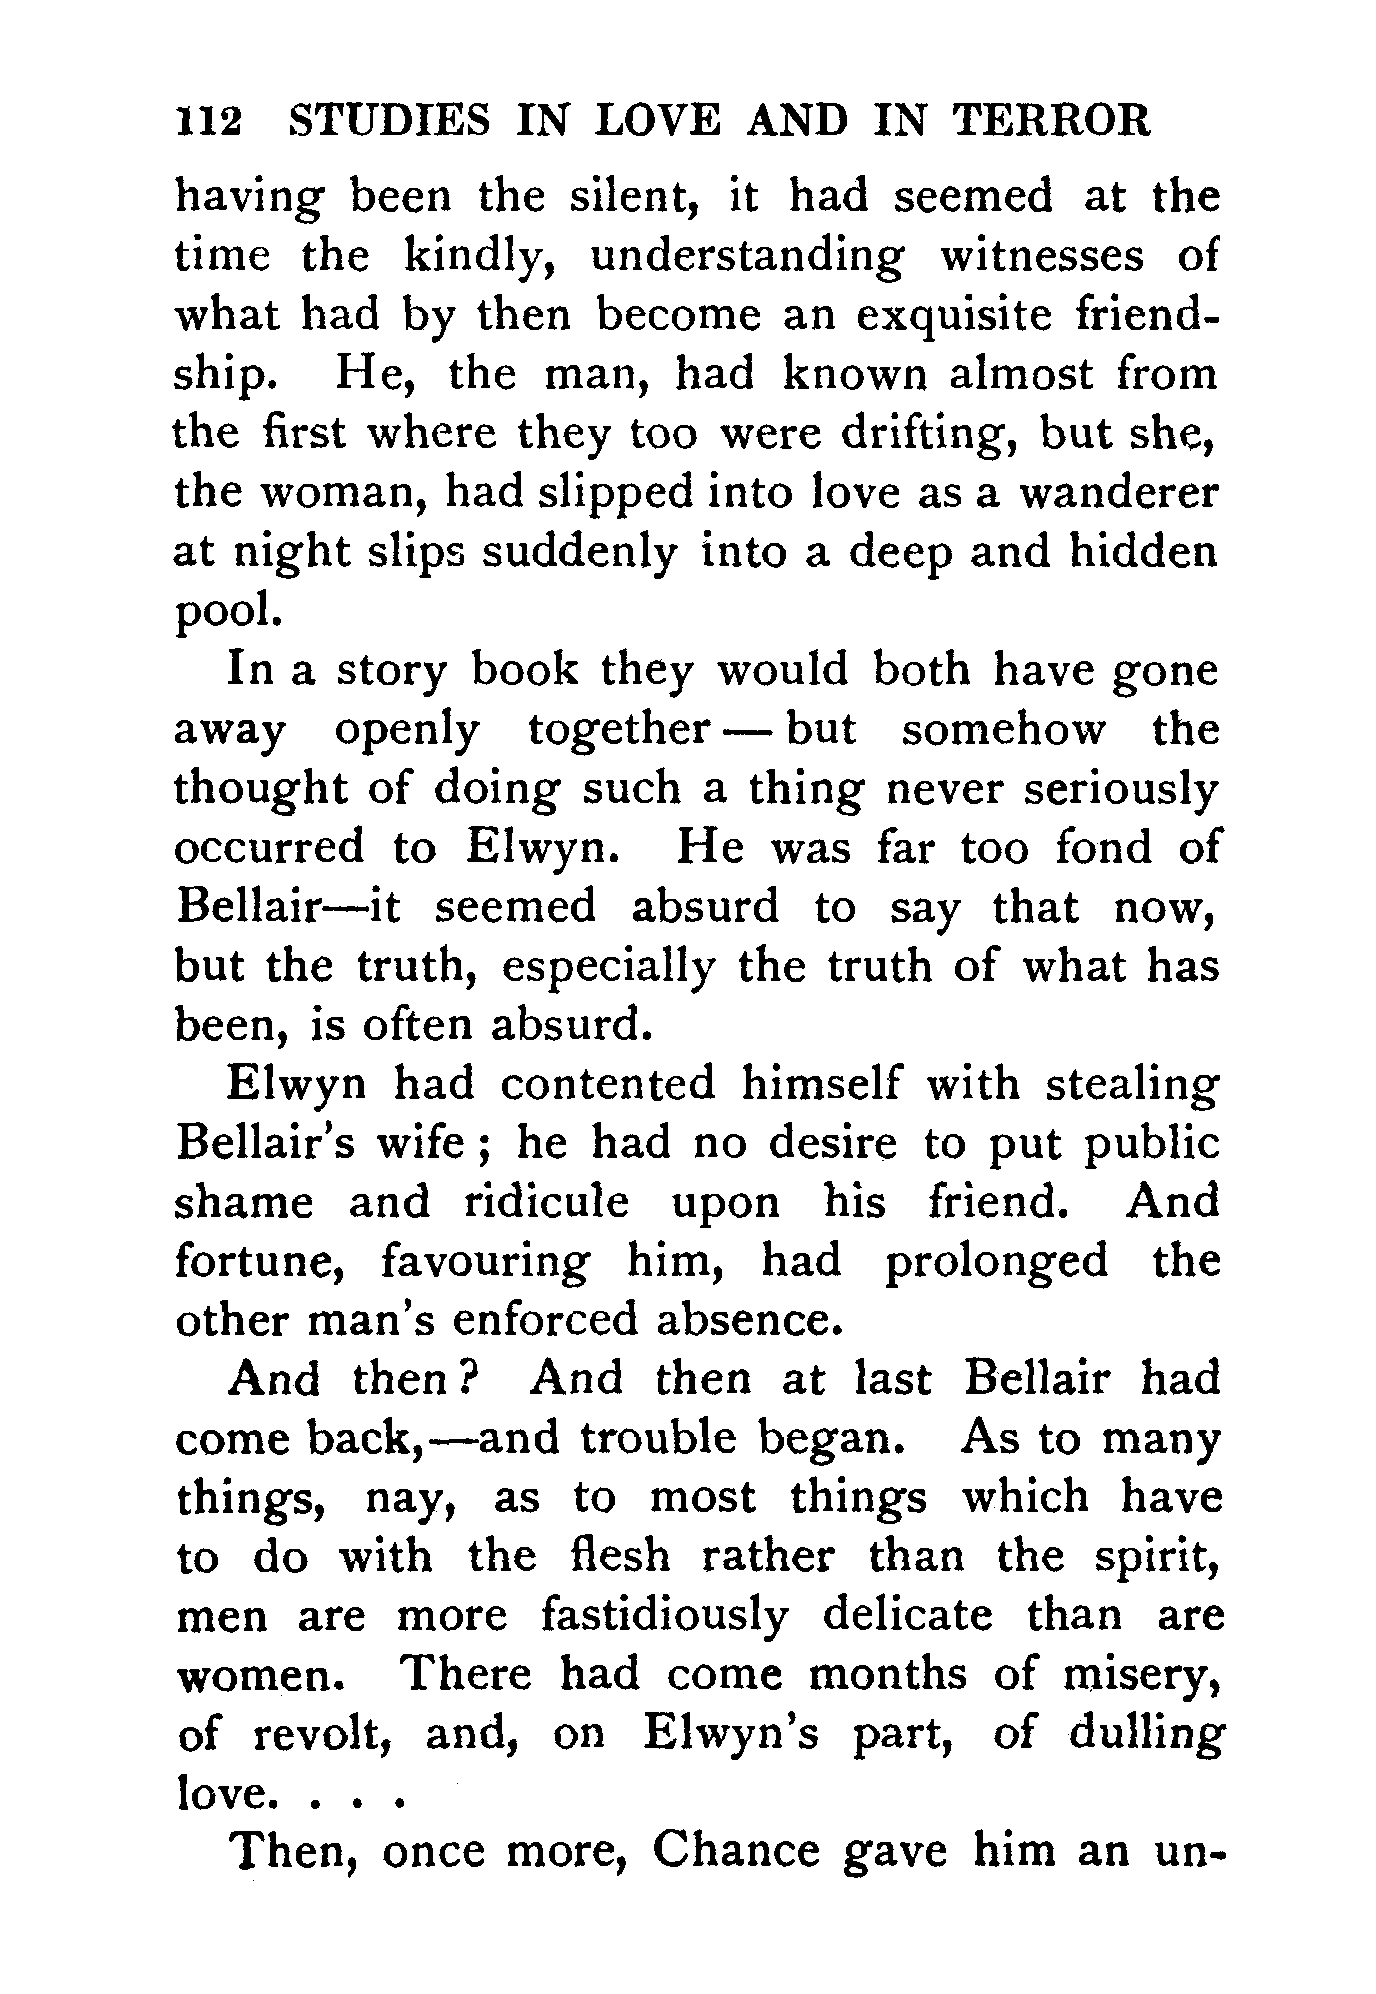 112 STUDIES IN LOVE AND IN TERROR
having been the silent, it had seemed at the
time the kindly, understanding witnesses of
what had by then become an exquisite friend-
ship. He, the man, had known almost from
the first where they too were drifting, but she,
the woman, had slipped into love as a wanderer
at night slips suddenly into a deep and hidden
pool.
In a story book they would both have gone
away openly together — but somehow the
thought of doing such a thing never seriously
occurred to Elwyn. He was far too fond of
Bellair—it seemed absurd to say that now,
but the truth, especially the truth of what has
been, is often absurd.
Elwyn had contented himself with stealing
Bellair's wife ; he had no desire to put public
shame and ridicule upon his friend. And
fortune, favouring him, had prolonged the
other man's enforced absence.
And then ? And then at last Bellair had
come back,—and trouble began. As to many
things, nay, as to most things which have
to do with the flesh rather than the spirit,
men are more fastidiously delicate than are
women. There had come months of misery,
of revolt, and, on Elwyn's part, of dulling
love. . . .
Then, once more, Chance gave him an un-